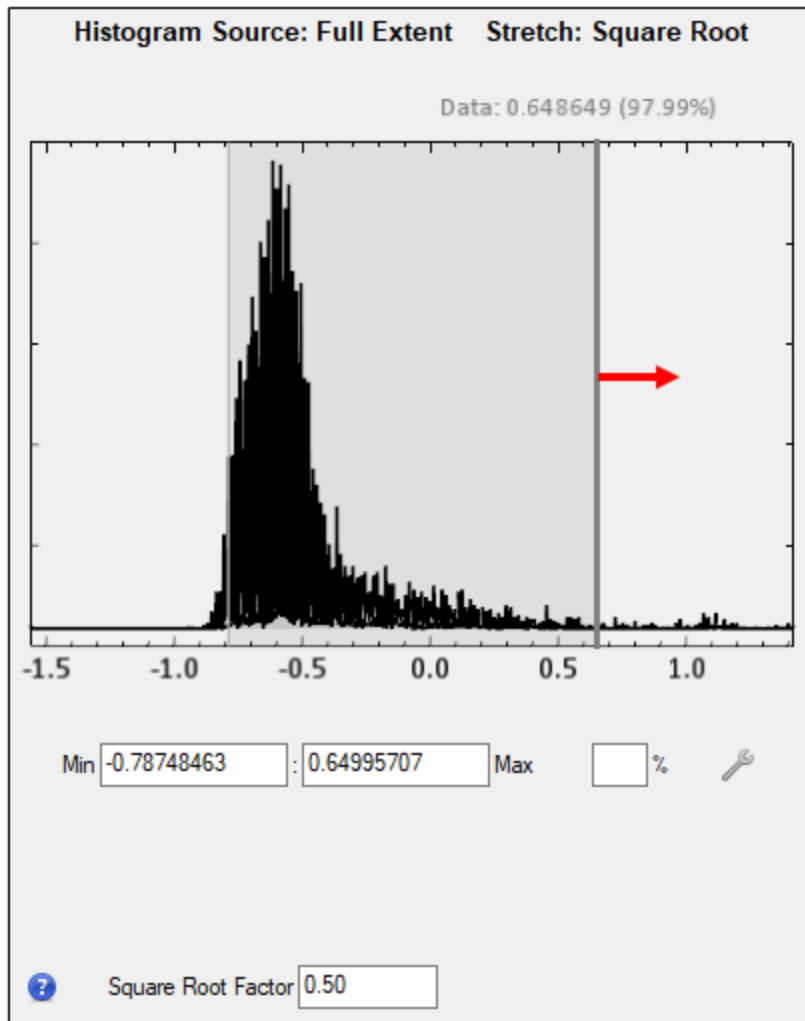 Histogram Source: Full Extent Stretch: Square Root
Data: 0.648649 (97.99%)
-1.5 -1.0 -0.5 0.0 0.5 1.0
Min -0.78748463 : 0.64995707 Max %
? Square Root Factor 0.50